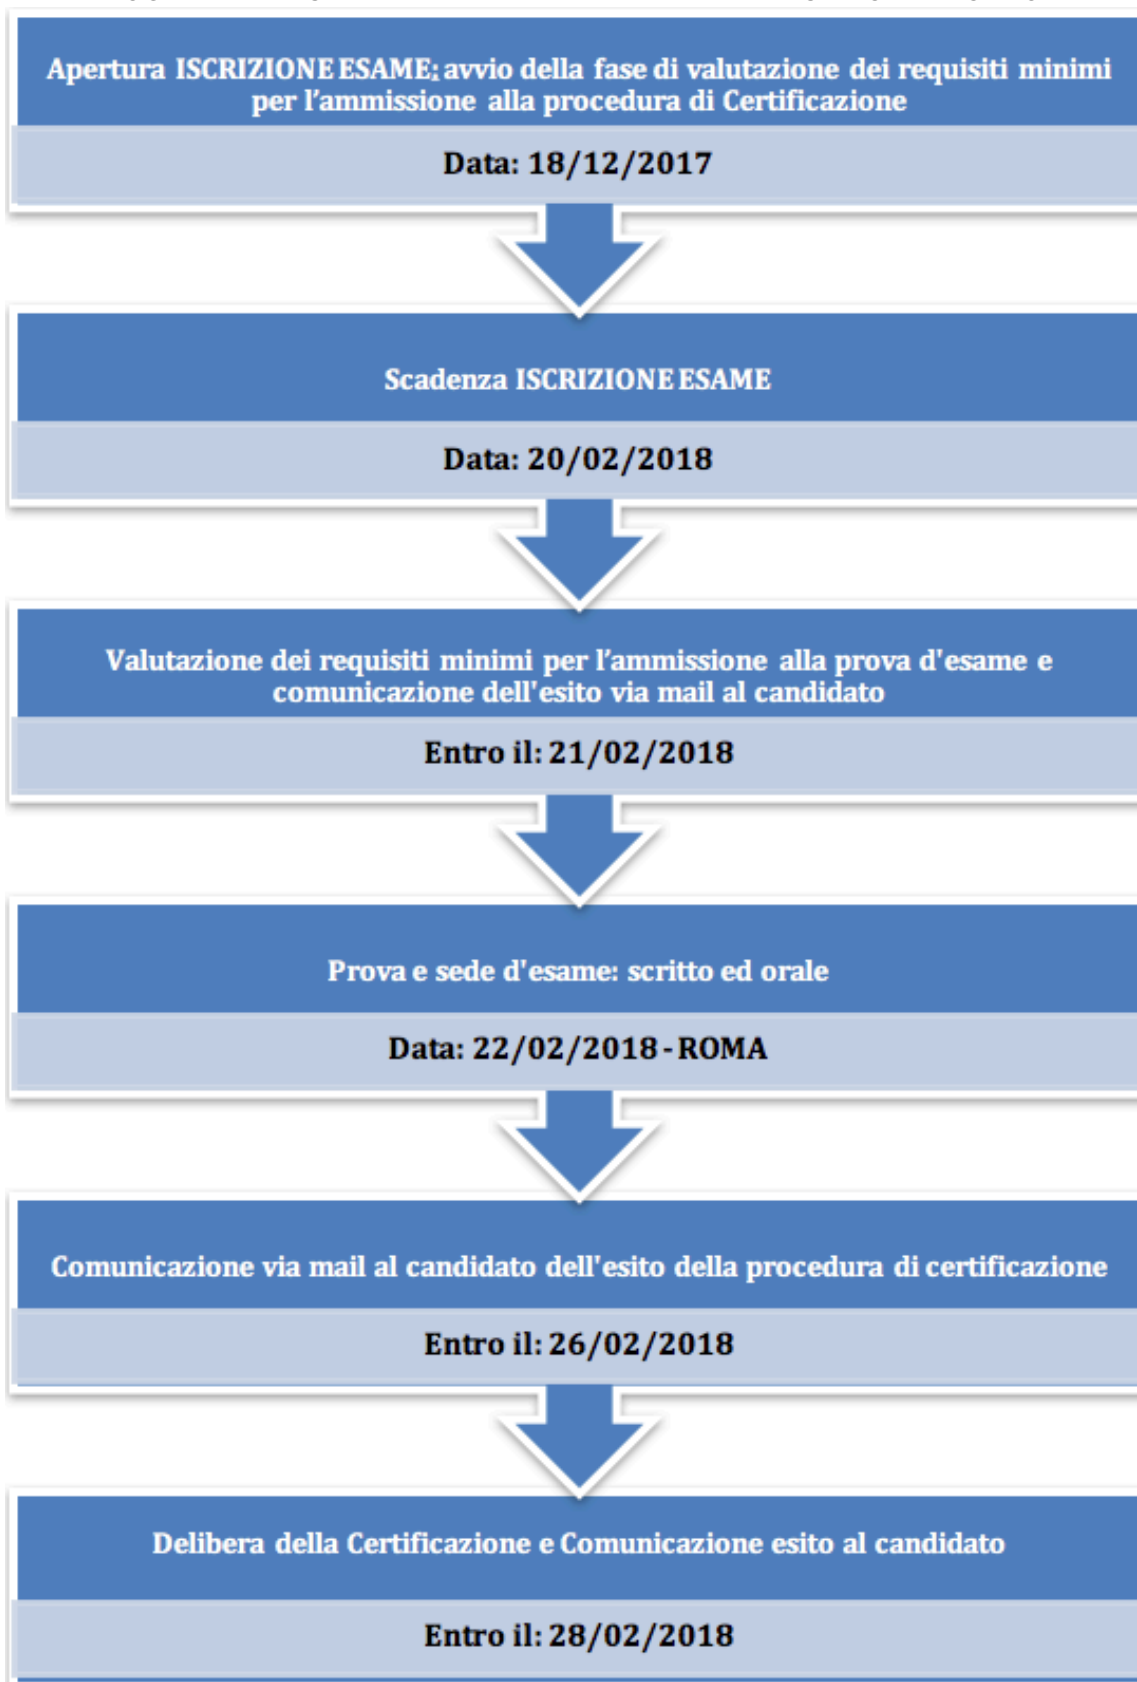 Apertura ISCRIZIONE ESAME: avvio della fase di valutazione dei requisiti minimi
per l'ammissione alla procedura di Certificazione
Data: 18/12/2017
Scadenza ISCRIZIONE ESAME
Data: 20/02/2018
Valutazione dei requisiti minimi per l'ammissione alla prova d'esame e
comunicazione dell'esito via mail al candidato
Entro il: 21/02/2018
Prova e sede d'esame: scritto ed orale
Data: 22/02/2018 - ROMA
Comunicazione via mail al candidato dell'esito della procedura di certificazione
Entro il: 26/02/2018
Delibera della Certificazione e Comunicazione esito al candidato
Entro il: 28/02/2018